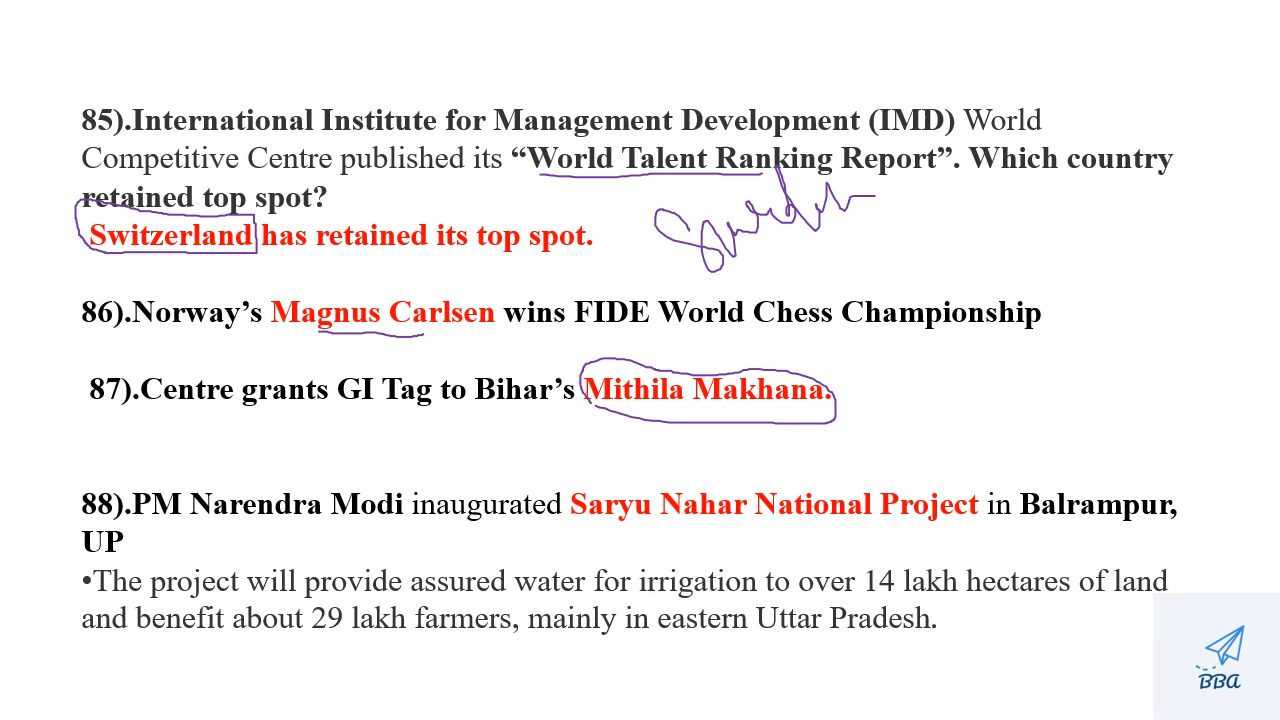 85).International Institute for Management Development (IMD) World
Competitive Centre published its “World Talent Ranking Report”. Which country
retained top spot?
Switzerland has retained its top spot.
Sweden
86).Norway’s Magnus Carlsen wins FIDE World Chess Championship
87).Centre grants GI Tag to Bihar’s Mithila Makhana.
88).PM Narendra Modi inaugurated Saryu Nahar National Project in Balrampur,
UP
•The project will provide assured water for irrigation to over 14 lakh hectares of land
and benefit about 29 lakh farmers, mainly in eastern Uttar Pradesh.
BBA